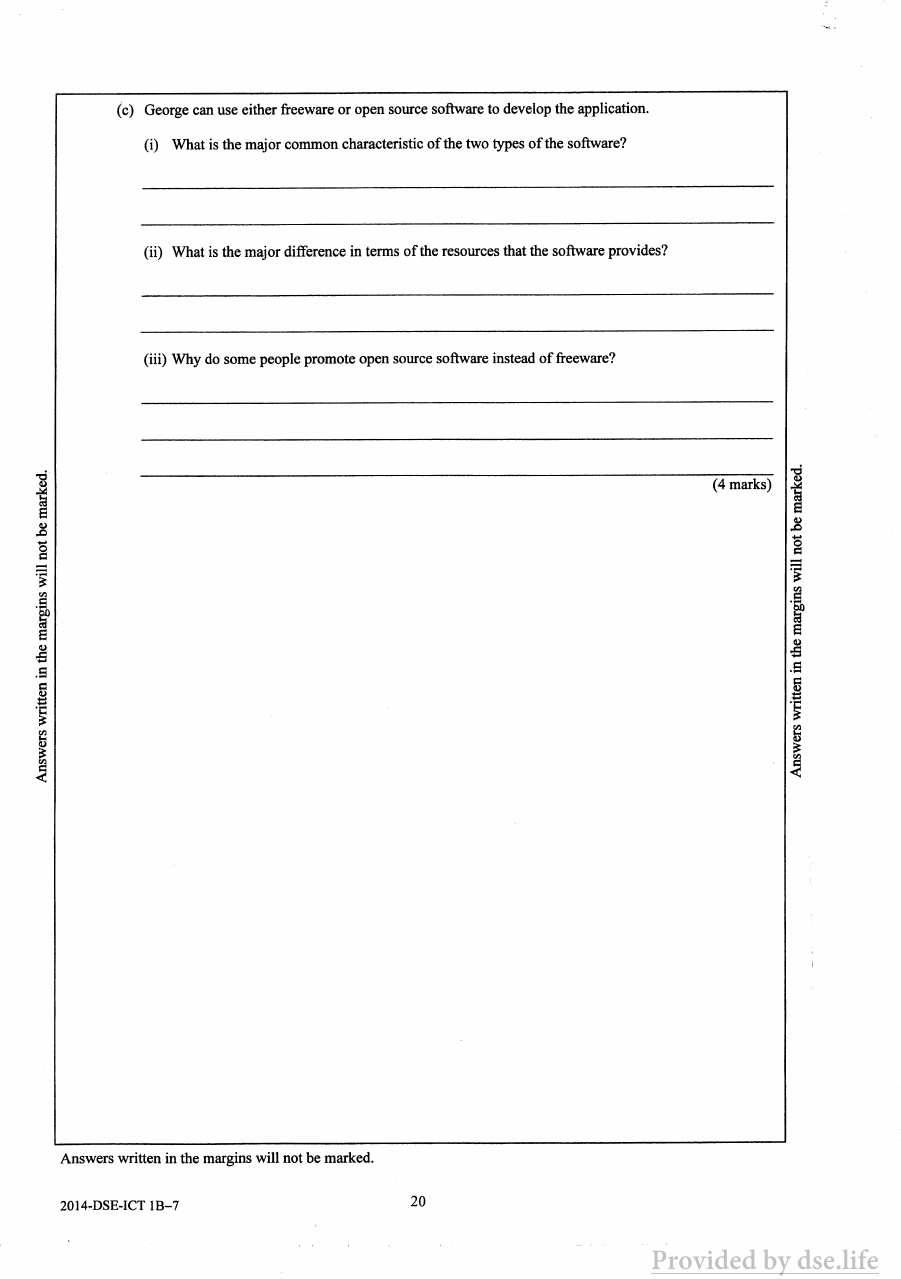 (c) George can use either freeware or open source software to develop the application.
(i) What is the major common characteristic of the two types of the software?
(ii) What is the major difference in terms of the resources that the software provides?
(iii) Why do some people promote open source software instead of freeware?
(4 marks)
Answers written in the margins will not be marked.
Answers written in the margins will not be marked.
Answers written in the margins will not be marked.
2014-DSE-ICT 1B–7
20
Provided by dse.life